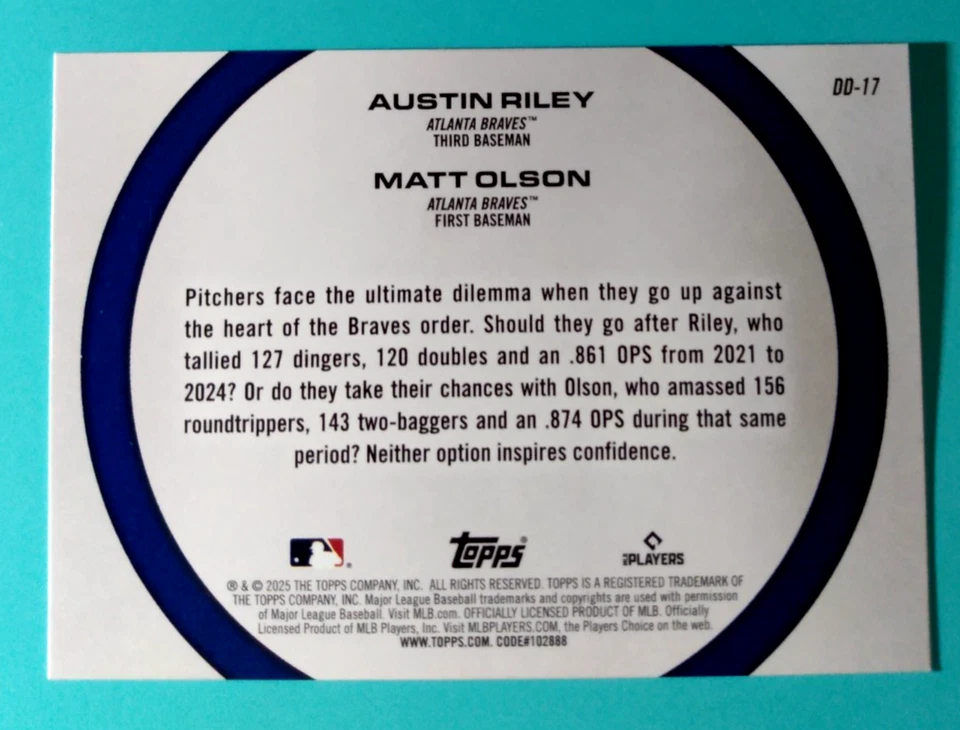 DD-17
AUSTIN RILEY
ATLANTA BRAVES™
THIRD BASEMAN
MATT OLSON
ATLANTA BRAVES™
FIRST BASEMAN
Pitchers face the ultimate dilemma when they go up against
the heart of the Braves order. Should they go after Riley, who
tallied 127 dingers, 120 doubles and an .861 OPS from 2021 to
2024? Or do they take their chances with Olson, who amassed 156
roundtrippers, 143 two-baggers and an .874 OPS during that same
period? Neither option inspires confidence.
®
Topps®
MLB PLAYERS
® & © 2025 THE TOPPS COMPANY, INC. ALL RIGHTS RESERVED. TOPPS IS A REGISTERED TRADEMARK OF
THE TOPPS COMPANY, INC. Major League Baseball trademarks and copyrights are used with permission
of Major League Baseball. Visit MLB.com. OFFICIALLY LICENSED PRODUCT OF MLB. Officially
Licensed Product of MLB Players, Inc. Visit MLBPLAYERS.COM, the Players Choice on the web.
WWW.TOPPS.COM. CODE#102888